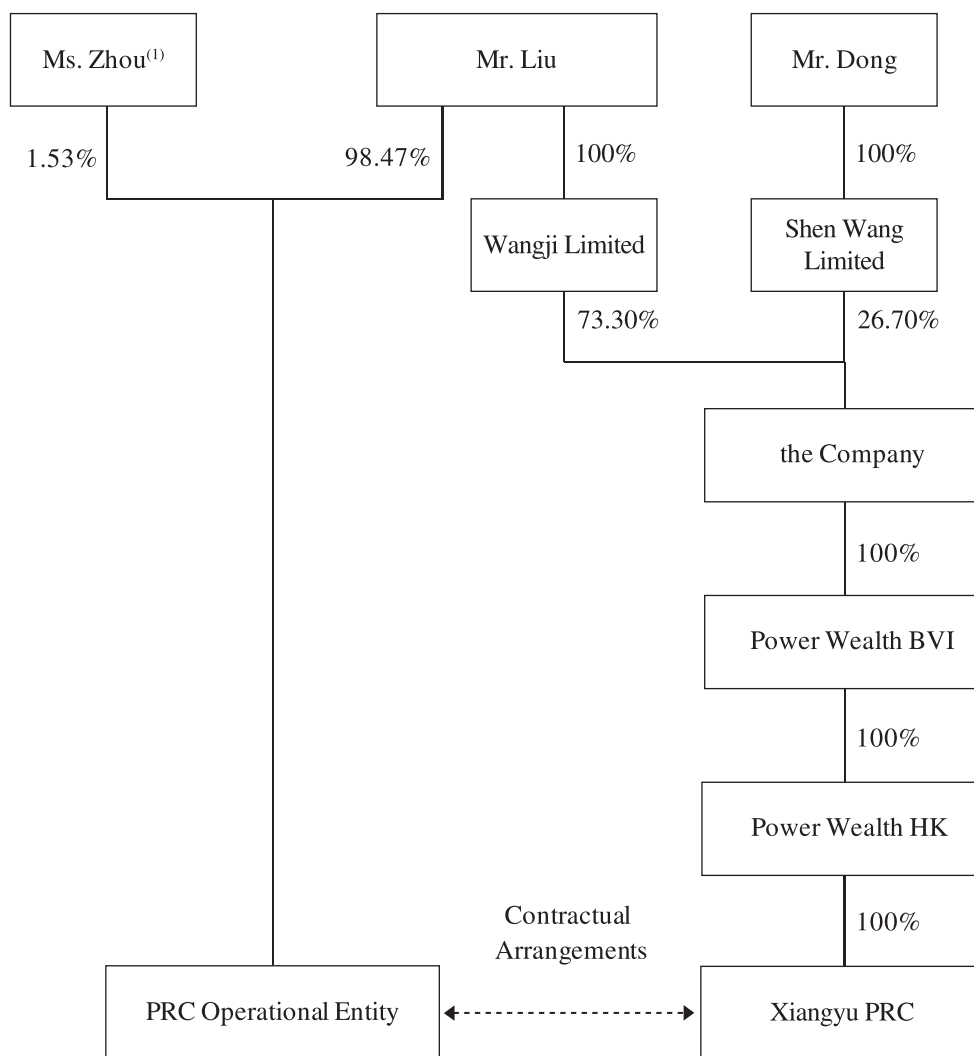 Ms. Zhou(1)
Mr. Liu
Mr. Dong
1.53%
98.47%
100%
100%
Wangji Limited
Shen Wang
Limited
73.30%
26.70%
the Company
100%
Power Wealth BVI
100%
Power Wealth HK
100%
Contractual
Arrangements
PRC Operational Entity
Xiangyu PRC